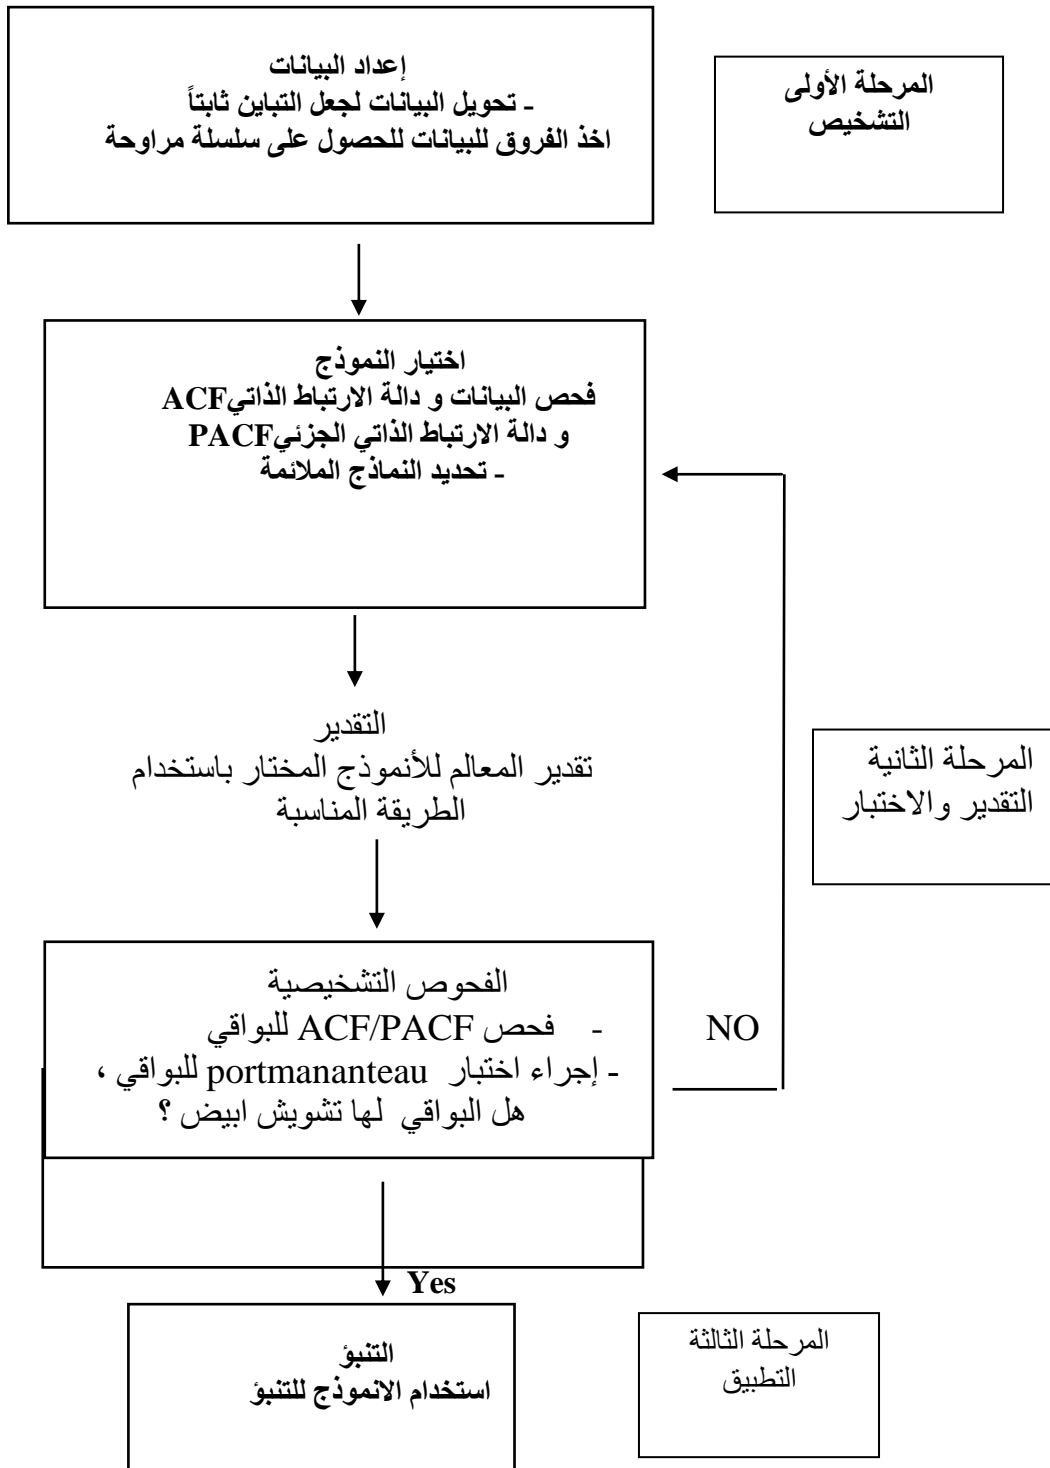 إعداد البيانات
- تحويل البيانات لجعل التباين ثابتاً
اخذ الفروق للبيانات للحصول على سلسلة مراوحة
المرحلة الأولى
التشخيص
اختيار النموذج
فحص البيانات و دالة الارتباط الذاتيACF
و دالة الارتباط الذاتي الجزئيPACF
- تحديد النماذج الملائمة
التقدير
تقدير المعالم للأنموذج المختار باستخدام
الطريقة المناسبة
المرحلة الثانية
التقدير والاختبار
الفحوص التشخيصية
- فحص ACF/PACF للبواقي
- إجراء اختبار portmananteau للبواقي ،
هل البواقي لها تشويش ابيض ؟
NO
Yes
التنبؤ
استخدام الانموذج للتنبؤ
المرحلة الثالثة
التطبيق